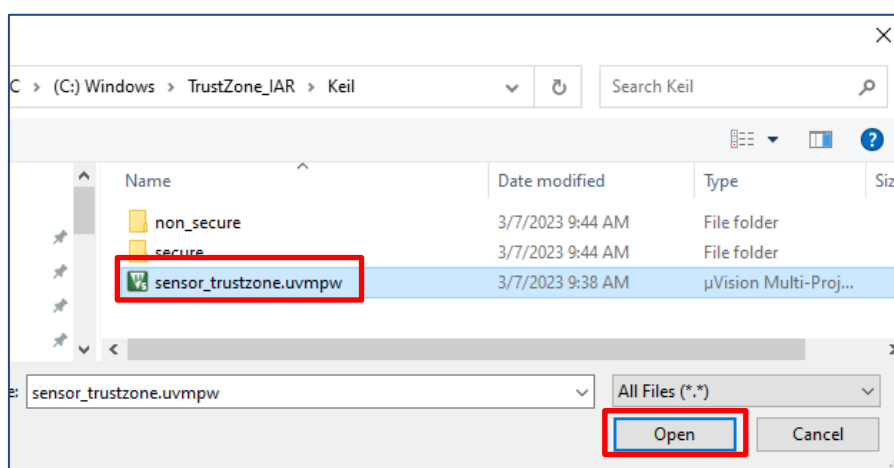 C > (C:) Windows > TrustZone_IAR > Keil Search Keil
Name Date modified Type Siz
non_secure 3/7/2023 9:44 AM File folder
secure 3/7/2023 9:44 AM File folder
sensor_trustzone.uvmpw 3/7/2023 9:38 AM µVision Multi-Proj...
e: sensor_trustzone.uvmpw All Files (*.*)
Open Cancel